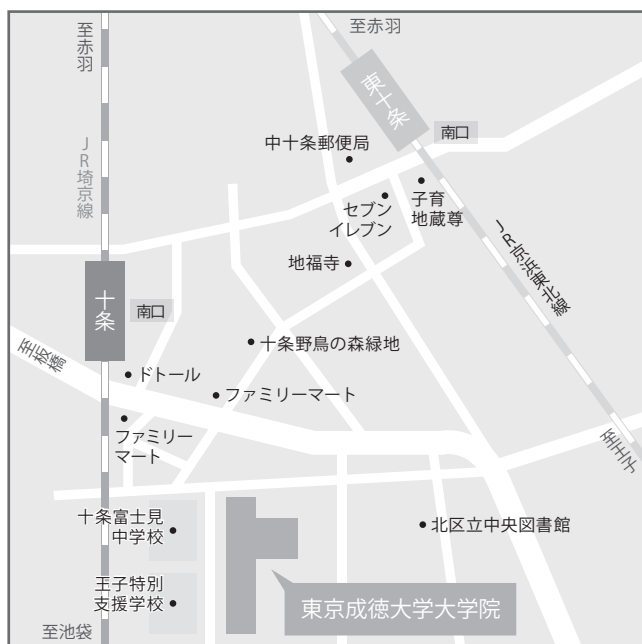 至赤羽
至赤羽
東十条
南口
中十条郵便局
JR埼京線
セブン
イレブン
子育
地蔵尊
地福寺
JR京浜東北線
十条
南口
十条野鳥の森緑地
至板橋
ドトール
ファミリーマート
ファミリー
マート
至王子
十条富士見
中学校
北区立中央図書館
王子特別
支援学校
東京成徳大学大学院
至池袋